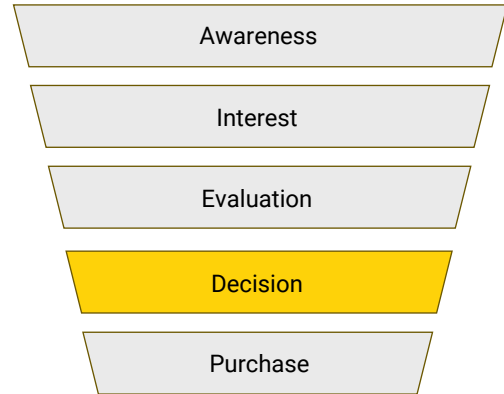 Awareness
Interest
Evaluation
Decision
Purchase